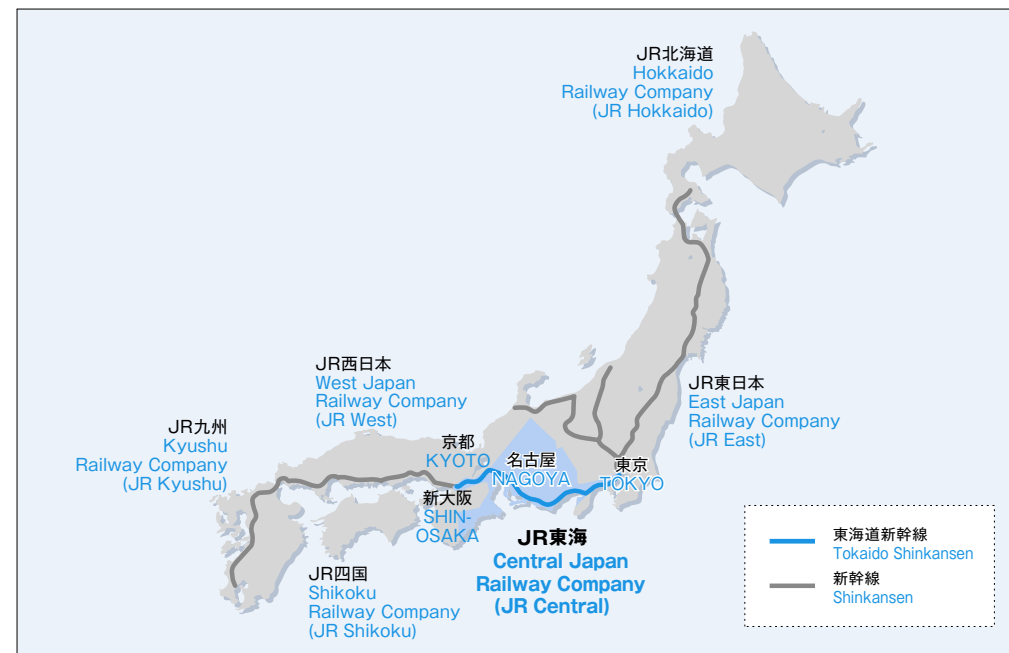 JR北海道
Hokkaido
Railway Company
(JR Hokkaido)
JR西日本
West Japan
Railway Company
(JR West)
JR東日本
East Japan
Railway Company
(JR East)
JR九州
Kyushu
Railway Company
(JR Kyushu)
京都
KYOTO
名古屋
NAGOYA
東京
TOKYO
新大阪
SHIN-
OSAKA
JR東海
Central Japan
Railway Company
(JR Central)
JR四国
Shikoku
Railway Company
(JR Shikoku)
東海道新幹線
Tokaido Shinkansen
新幹線
Shinkansen